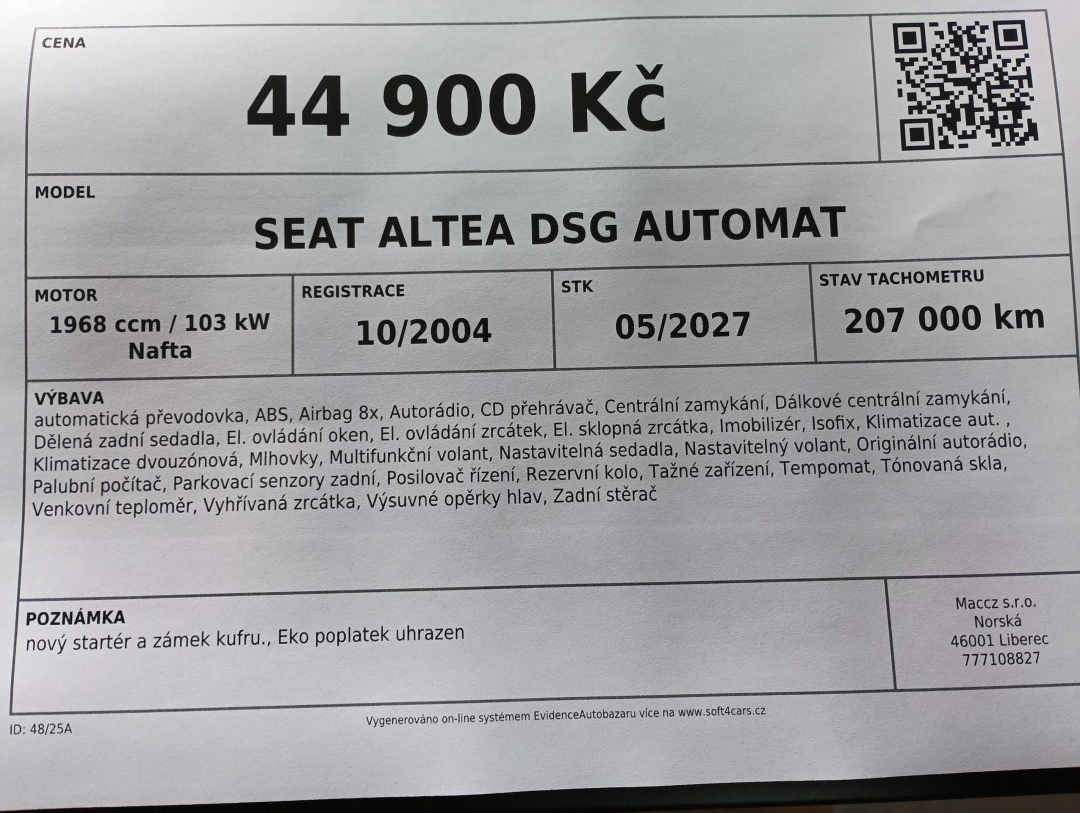 CENA
44 900 Kč
MODEL
SEAT ALTEA DSG AUTOMAT
MOTOR
1968 ccm / 103 kW
Nafta
REGISTRACE
10/2004
STK
05/2027
STAV TACHOMETRU
207 000 km
VÝBAVA
automatická převodovka, ABS, Airbag 8x, Autorádio, CD přehrávač, Centrální zamykání, Dálkové centrální zamykání,
Dělená zadní sedadla, El. ovládání oken, El. ovládání zrcátek, El. sklopná zrcátka, Imobilizér, Isofix, Klimatizace aut. ,
Klimatizace dvouzónová, Mlhovky, Multifunkční volant, Nastavitelná sedadla, Nastavitelný volant, Originální autorádio,
Palubní počítač, Parkovací senzory zadní, Posilovač řízení, Rezervní kolo, Tažné zařízení, Tempomat, Tónovaná skla,
Venkovní teploměr, Vyhřívaná zrcátka, Výsuvné opěrky hlav, Zadní stěrač
POZNÁMKA
nový startér a zámek kufru., Eko poplatek uhrazen
Maccz s.r.o.
Norská
46001 Liberec
777108827
ID: 48/25A
Vygenerováno on-line systémem EvidenceAutobazaru více na www.soft4cars.cz